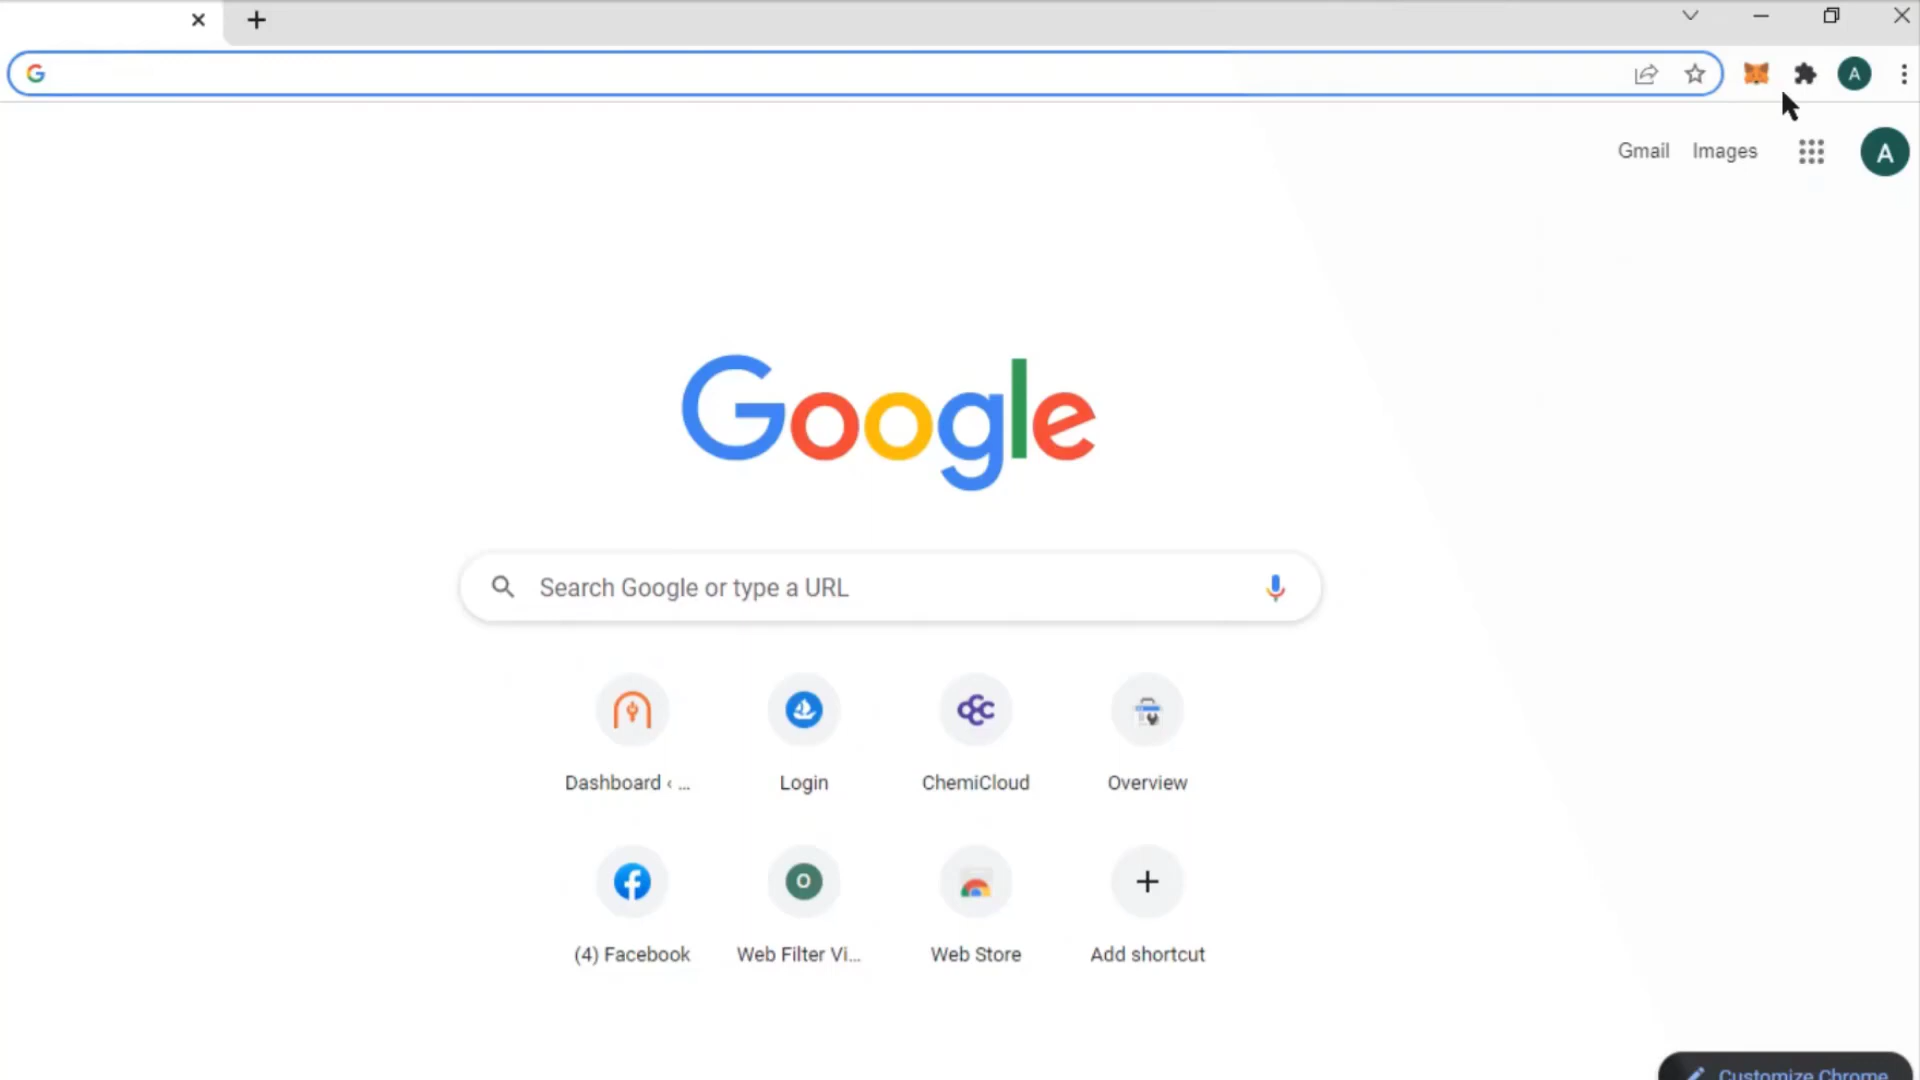 A
Gmail Images
A
Google
Search Google or type a URL
Dashboard ‹ ...
Login
ChemiCloud
Overview
O
(4) Facebook
Web Filter Vi...
Web Store
Add shortcut
Customize Chrome